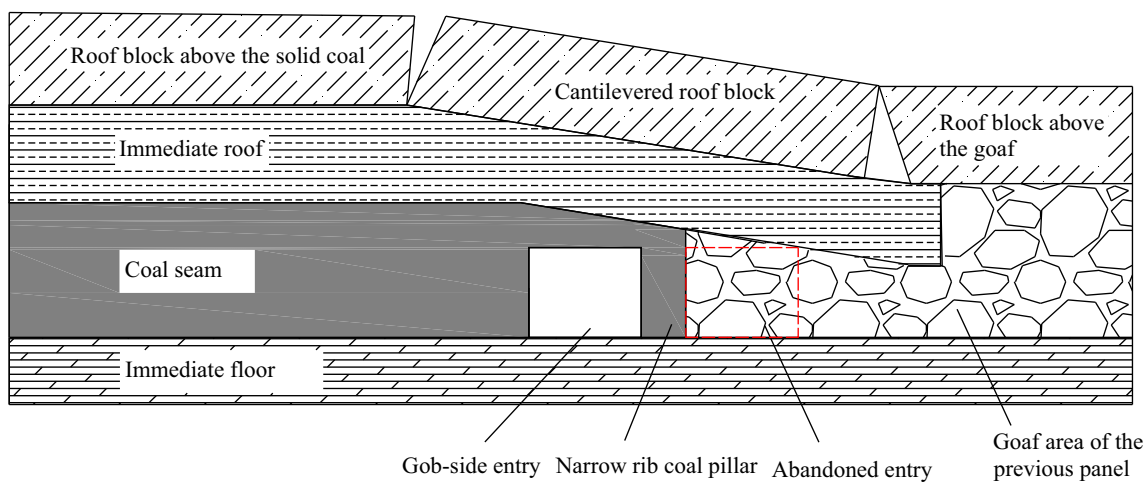 Roof block above the solid coal
Cantilevered roof block
Roof block above
the goaf
Immediate roof
Coal seam
Immediate floor
Gob-side entry
Narrow rib coal pillar
Abandoned entry
Goaf area of the
previous panel